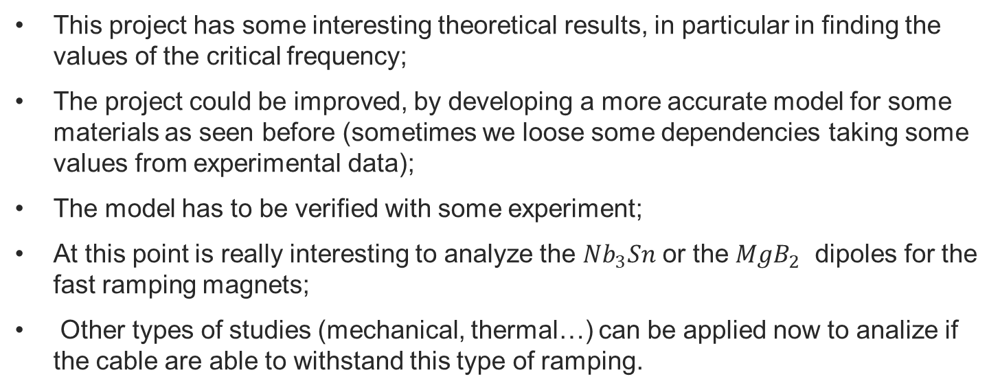 • This project has some interesting theoretical results, in particular in finding the
values of the critical frequency;
• The project could be improved, by developing a more accurate model for some
materials as seen before (sometimes we loose some dependencies taking some
values from experimental data);
• The model has to be verified with some experiment;
• At this point is really interesting to analyze the Nb₃Sn or the MgB₂ dipoles for the
fast ramping magnets;
• Other types of studies (mechanical, thermal…) can be applied now to analize if
the cable are able to withstand this type of ramping.